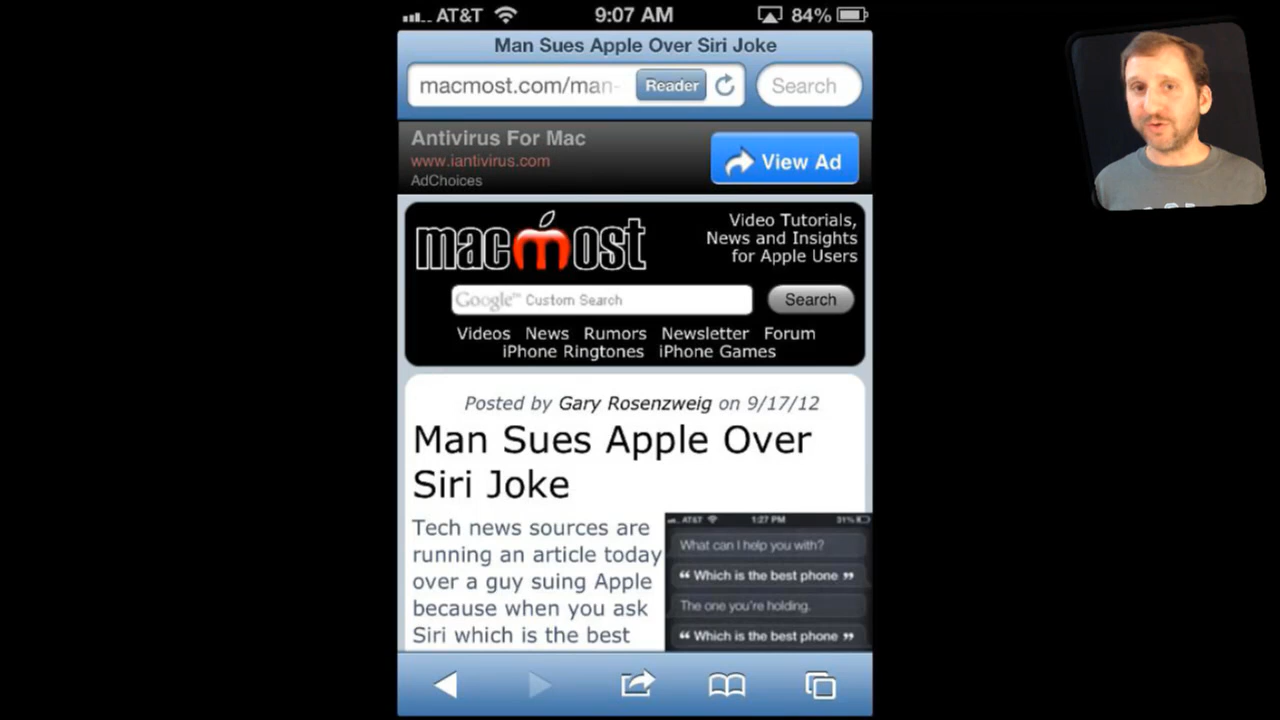 AT&T 9:07 AM 84%
Man Sues Apple Over Siri Joke
macmost.com/man- Reader Search
Antivirus For Mac
www.iantivirus.com
AdChoices
View Ad
macmost
Video Tutorials,
News and Insights
for Apple Users
Google™ Custom Search Search
Videos News Rumors Newsletter Forum
iPhone Ringtones iPhone Games
Posted by Gary Rosenzweig on 9/17/12
Man Sues Apple Over
Siri Joke
Tech news sources are
running an article today
over a guy suing Apple
because when you ask
Siri which is the best
AT&T 1:27 PM 31%
What can I help you with?
“ Which is the best phone ”
The one you're holding.
“ Which is the best phone ”